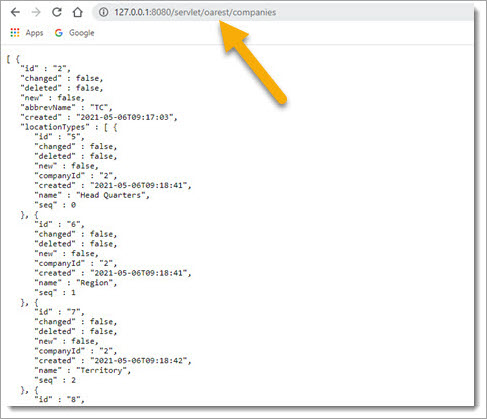 127.0.0.1:8080/servlet/oarest/companies
Apps Google
[ {
"id" : "2",
"changed" : false,
"deleted" : false,
"new" : false,
"abbrevName" : "TC",
"created" : "2021-05-06T09:17:03",
"locationTypes" : [ {
"id" : "5",
"changed" : false,
"deleted" : false,
"new" : false,
"companyId" : "2",
"created" : "2021-05-06T09:18:41",
"name" : "Head Quarters",
"seq" : 0
}, {
"id" : "6",
"changed" : false,
"deleted" : false,
"new" : false,
"companyId" : "2",
"created" : "2021-05-06T09:18:41",
"name" : "Region",
"seq" : 1
}, {
"id" : "7",
"changed" : false,
"deleted" : false,
"new" : false,
"companyId" : "2",
"created" : "2021-05-06T09:18:42",
"name" : "Territory",
"seq" : 2
}, {
"id" : "8",